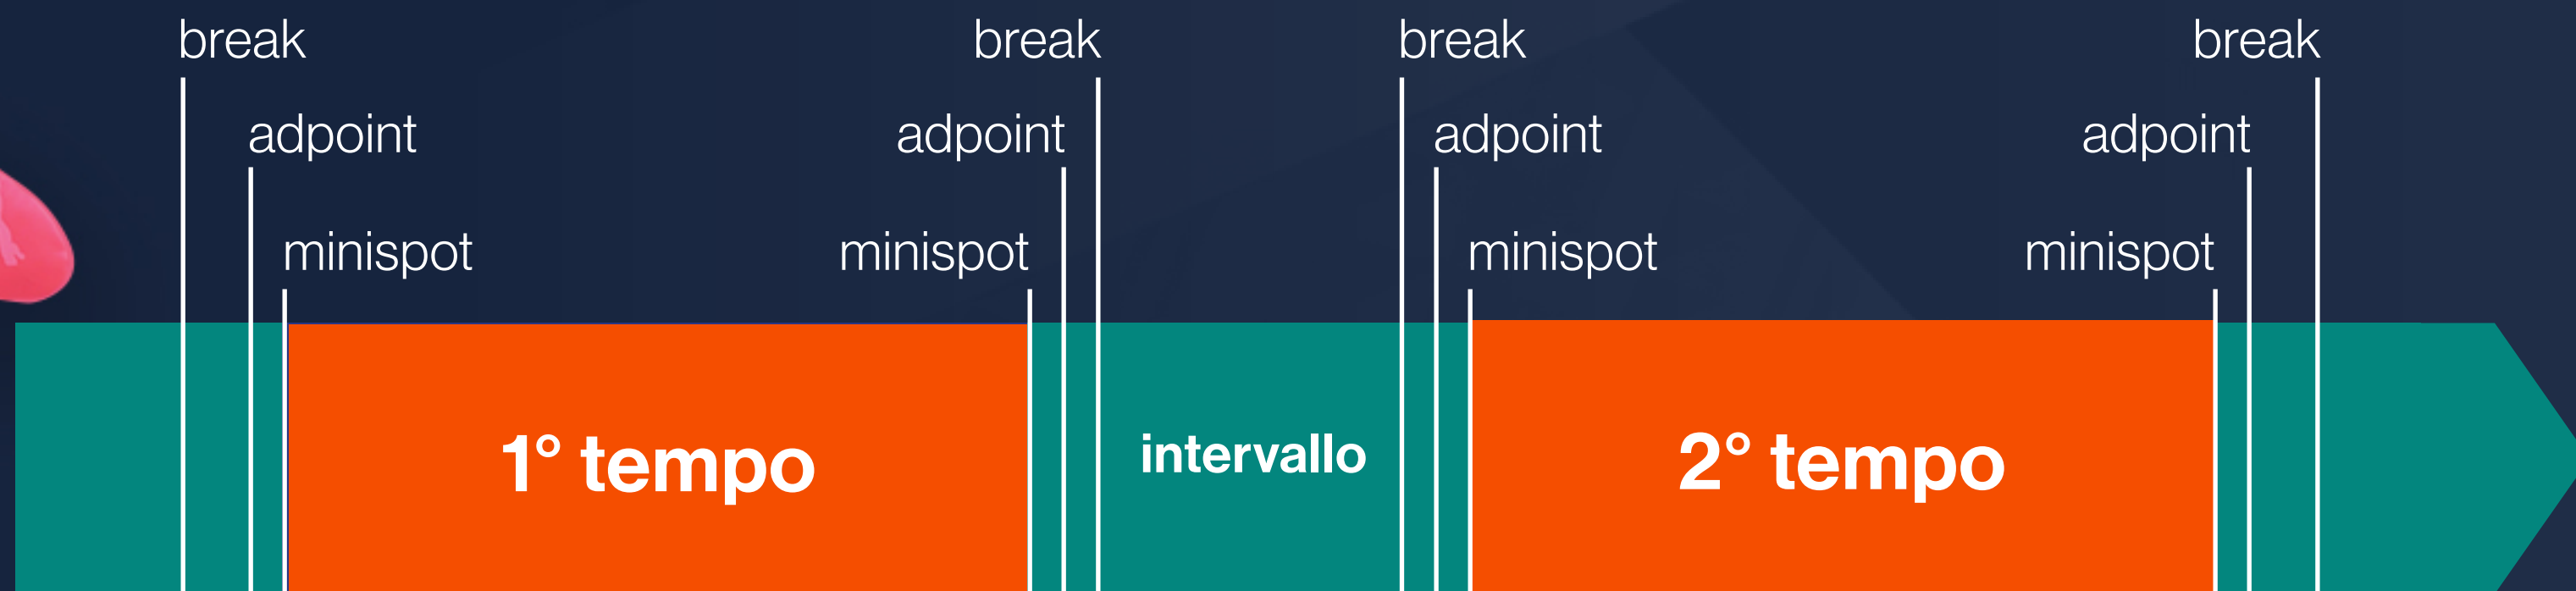 break break break break
adpoint adpoint adpoint adpoint
minispot minispot minispot minispot
1° tempo intervallo 2° tempo